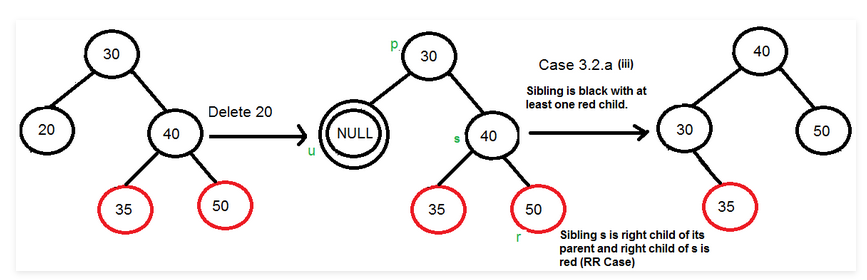 30
20
40
35
50
Delete 20
p.
30
NULL
u
s
40
35
50
r
Case 3.2.a (iii)
Sibling is black with at
least one red child.
Sibling s is right child of its
parent and right child of s is
red (RR Case)
40
30
50
35